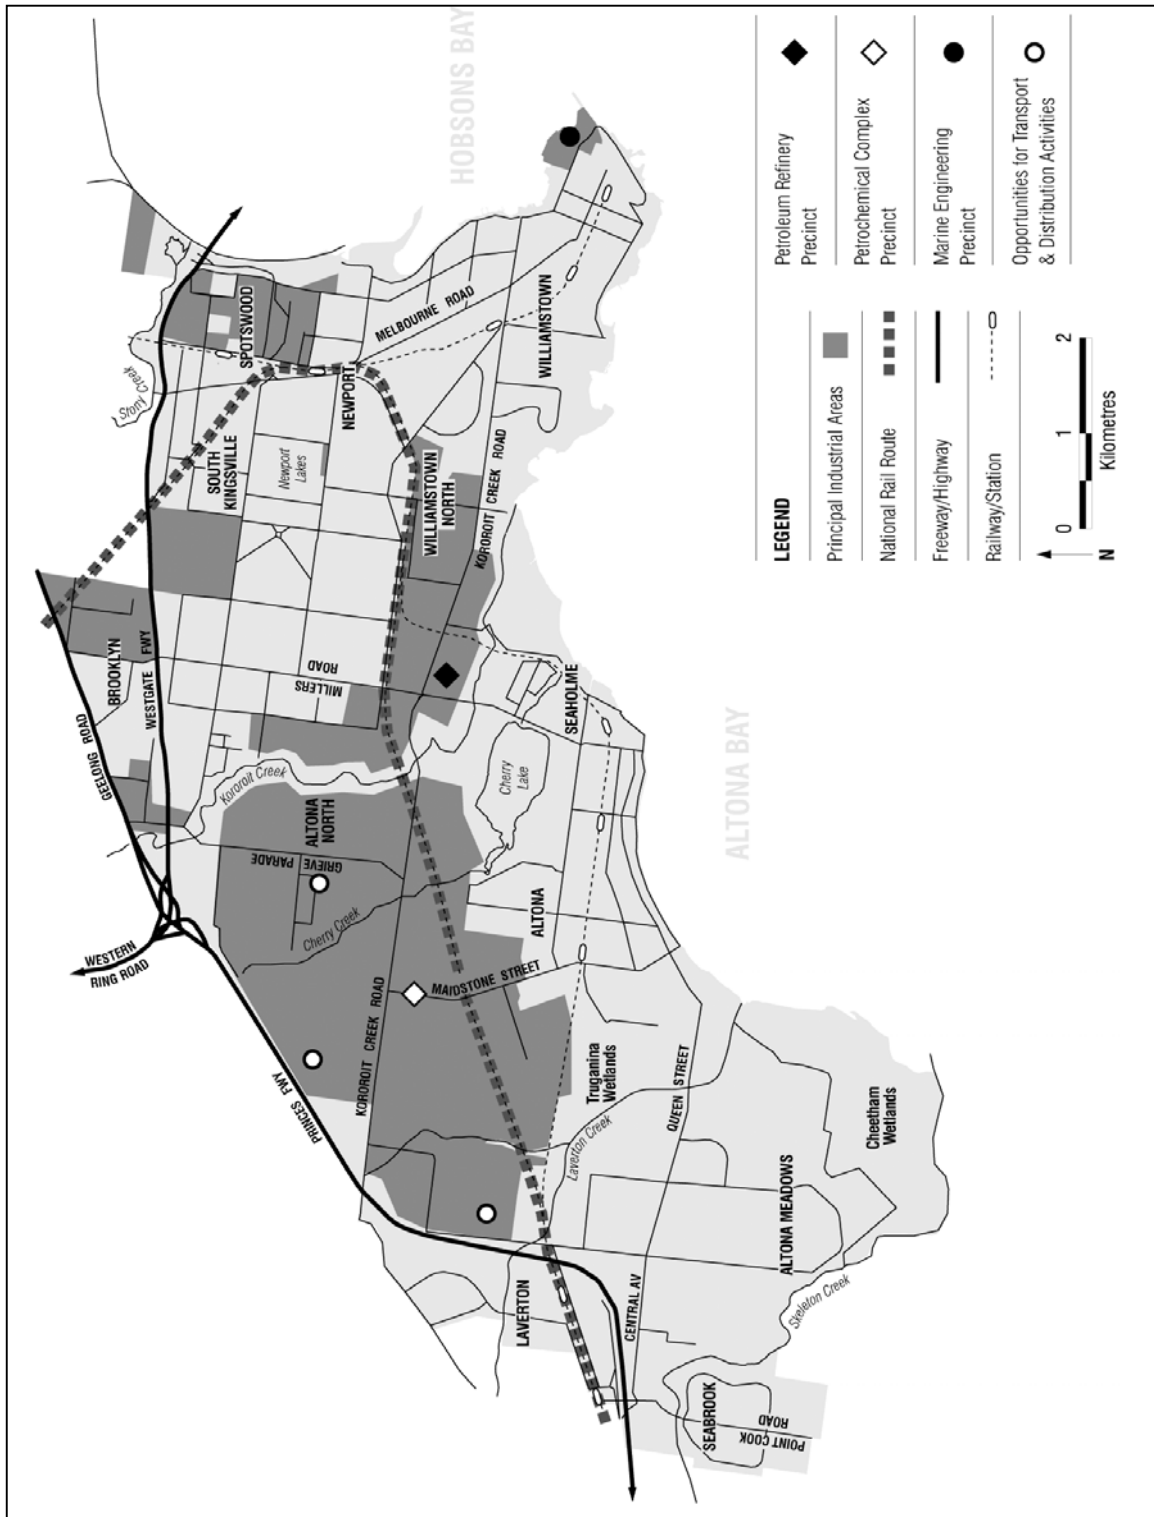 HOBSONS BAY
Stony Creek
SPOTSWOOD
SOUTH
KINGSVILLE
Newport
Lakes
NEWPORT
MELBOURNE ROAD
WILLIAMSTOWN
WILLIAMSTOWN
NORTH
KOROROIT CREEK ROAD
BROOKLYN
GEELONG ROAD
WESTGATE FWY
MILLERS
ROAD
SEAHOLME
Kororoit Creek
Cherry
Lake
ALTONA BAY
ALTONA
NORTH
GRIEVE
PARADE
Cherry Creek
ALTONA
WESTERN
RING ROAD
MAIDSTONE STREET
KOROROIT CREEK ROAD
PRINCES FWY
Truganina
Wetlands
QUEEN STREET
Laverton Creek
Cheetham
Wetlands
ALTONA MEADOWS
LAVERTON
CENTRAL AV
Skeleton Creek
SEABROOK
POINT COOK
ROAD
LEGEND
Principal Industrial Areas
National Rail Route
Freeway/Highway
Railway/Station
Petroleum Refinery
Precinct
Petrochemical Complex
Precinct
Marine Engineering
Precinct
Opportunities for Transport
& Distribution Activities
N
0 1 2
Kilometres